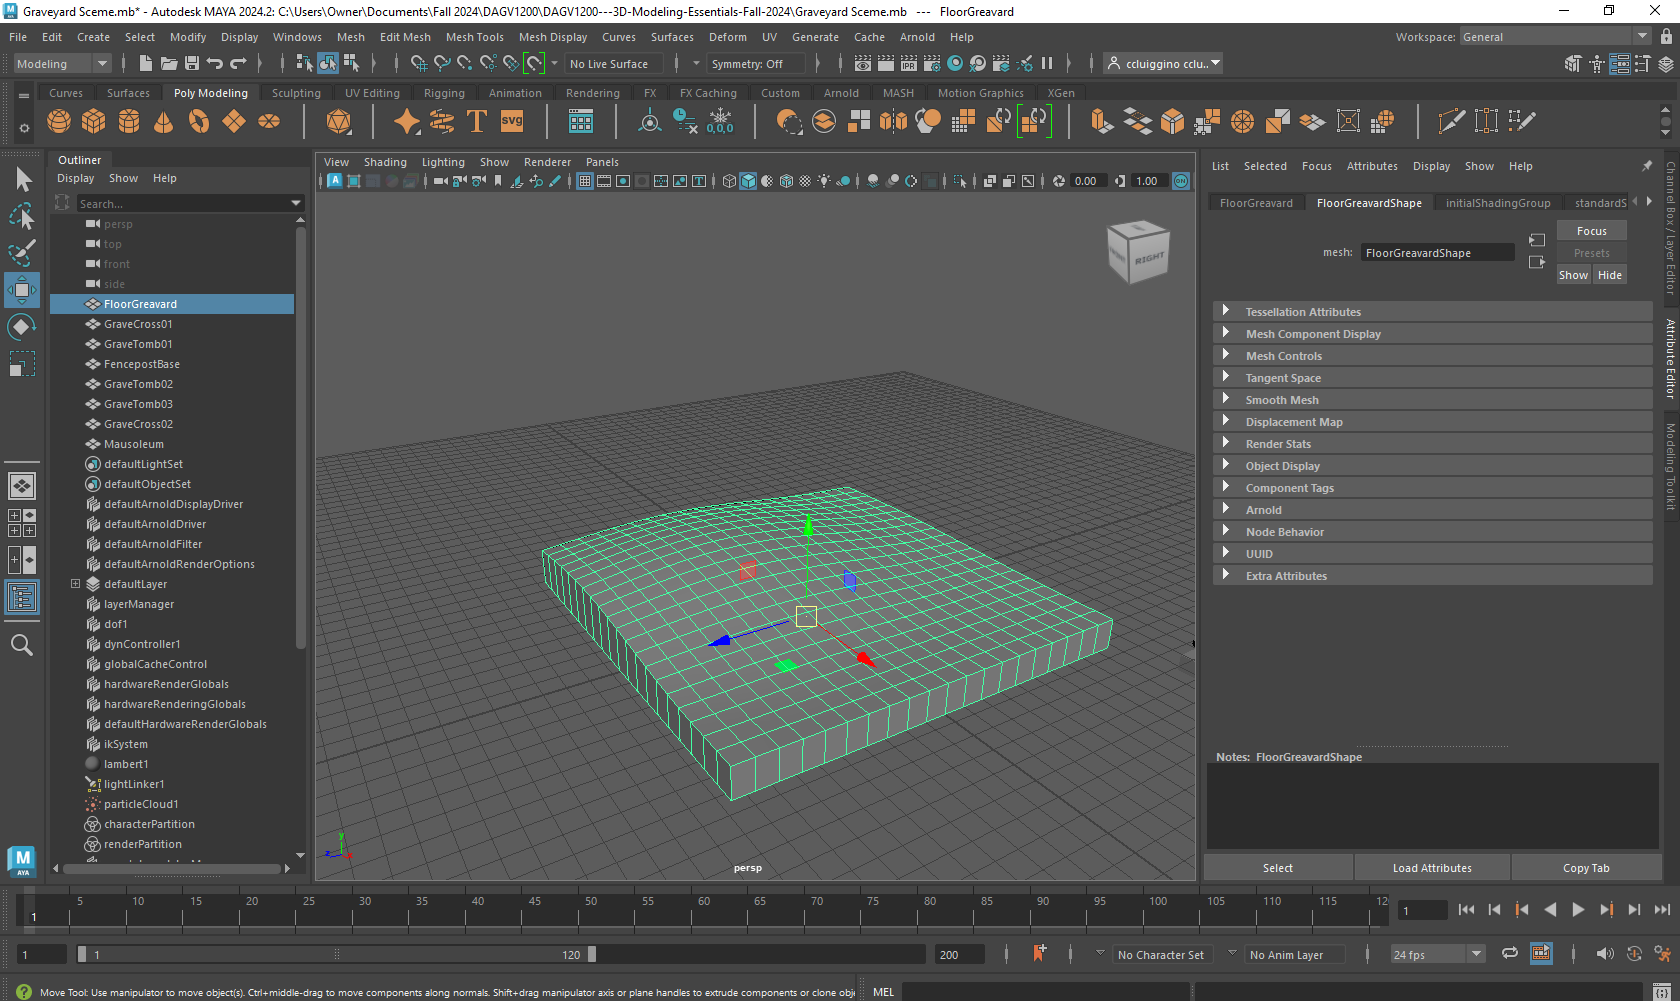 Graveyard Sceme.mb* - Autodesk MAYA 2024.2: C:\Users\Owner\Documents\Fall 2024\DAGV1200\DAGV1200---3D-Modeling-Essentials-Fall-2024\Graveyard Sceme.mb --- FloorGreavard
File Edit Create Select Modify Display Windows Mesh Edit Mesh Mesh Tools Mesh Display Curves Surfaces Deform UV Generate Cache Arnold Help
Workspace: General
Modeling
No Live Surface
Symmetry: Off
IPR
ccluiggino cclu...
Curves Surfaces Poly Modeling Sculpting UV Editing Rigging Animation Rendering FX FX Caching Custom Arnold MASH Motion Graphics XGen
T
svg
0,0,0
Outliner
Display Show Help
Search...
persp
top
front
side
FloorGreavard
GraveCross01
GraveTomb01
FencepostBase
GraveTomb02
GraveTomb03
GraveCross02
Mausoleum
defaultLightSet
defaultObjectSet
defaultArnoldDisplayDriver
defaultArnoldDriver
defaultArnoldFilter
defaultArnoldRenderOptions
defaultLayer
layerManager
dof1
dynController1
globalCacheControl
hardwareRenderGlobals
hardwareRenderingGlobals
defaultHardwareRenderGlobals
ikSystem
lambert1
lightLinker1
particleCloud1
characterPartition
renderPartition
M
AYA
View Shading Lighting Show Renderer Panels
0.00
1.00
ON
RIGHT
y
z
persp
List Selected Focus Attributes Display Show Help
FloorGreavard FloorGreavardShape initialShadingGroup standardS
mesh: FloorGreavardShape
Focus
Presets
Show Hide
Tessellation Attributes
Mesh Component Display
Mesh Controls
Tangent Space
Smooth Mesh
Displacement Map
Render Stats
Object Display
Component Tags
Arnold
Node Behavior
UUID
Extra Attributes
Notes: FloorGreavardShape
Select Load Attributes Copy Tab
Channel Box / Layer Editor
Attribute Editor
Modeling Toolkit
5 10 15 20 25 30 35 40 45 50 55 60 65 70 75 80 85 90 95 100 105 110 115 12
1
1
1
1
120
200
No Character Set
No Anim Layer
24 fps
Move Tool: Use manipulator to move object(s). Ctrl+middle-drag to move components along normals. Shift+drag manipulator axis or plane handles to extrude components or clone obje
MEL